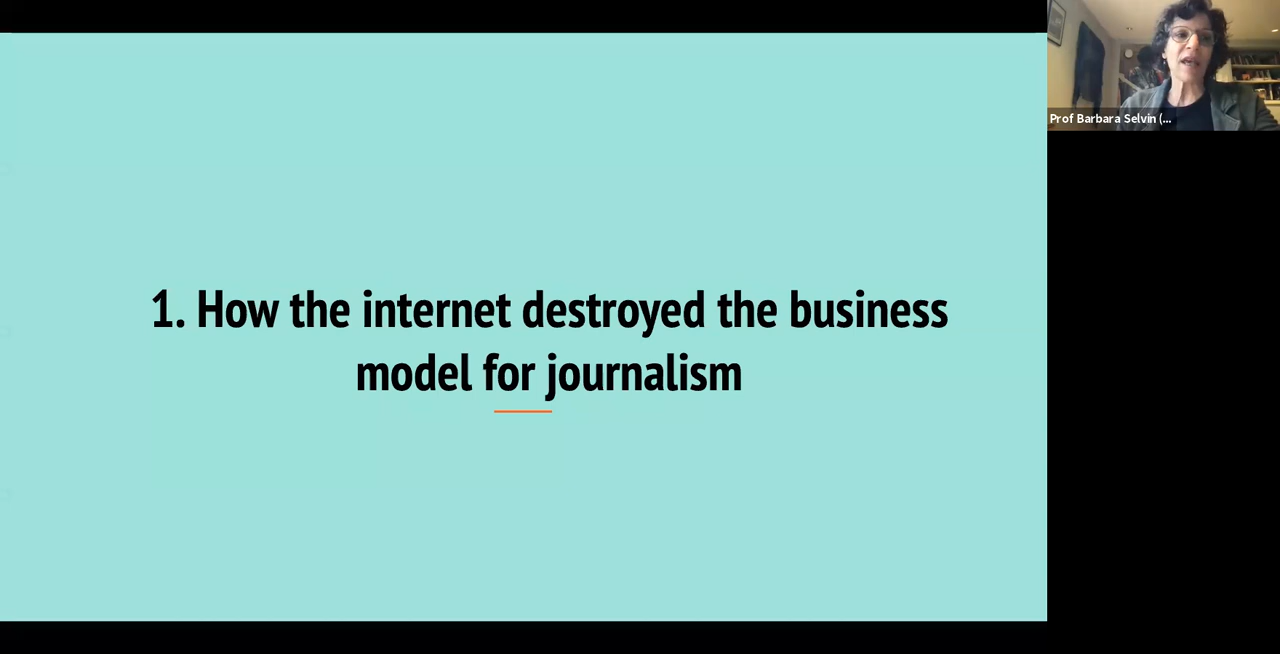 1. How the internet destroyed the business
model for journalism
Prof Barbara Selvin (...